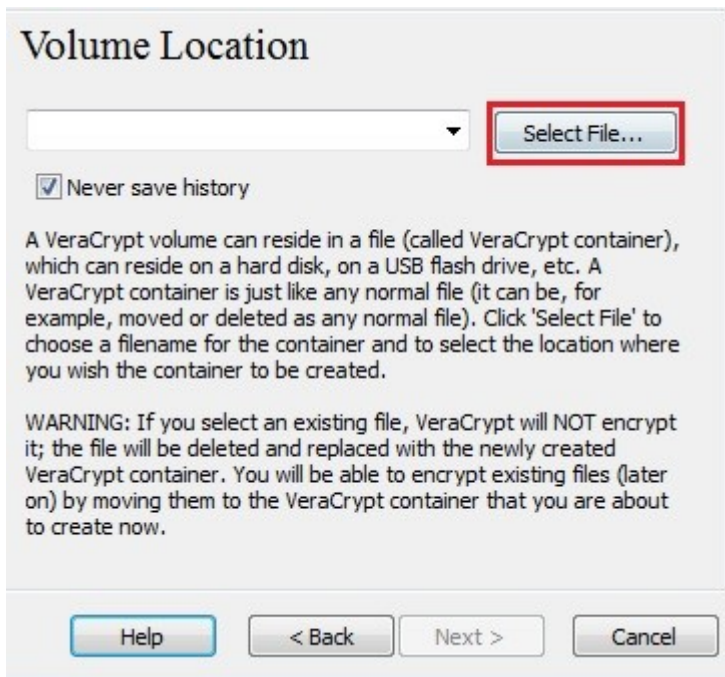 Volume Location
Select File...
Never save history
A VeraCrypt volume can reside in a file (called VeraCrypt container),
which can reside on a hard disk, on a USB flash drive, etc. A
VeraCrypt container is just like any normal file (it can be, for
example, moved or deleted as any normal file). Click 'Select File' to
choose a filename for the container and to select the location where
you wish the container to be created.
WARNING: If you select an existing file, VeraCrypt will NOT encrypt
it; the file will be deleted and replaced with the newly created
VeraCrypt container. You will be able to encrypt existing files (later
on) by moving them to the VeraCrypt container that you are about
to create now.
Help < Back Next > Cancel